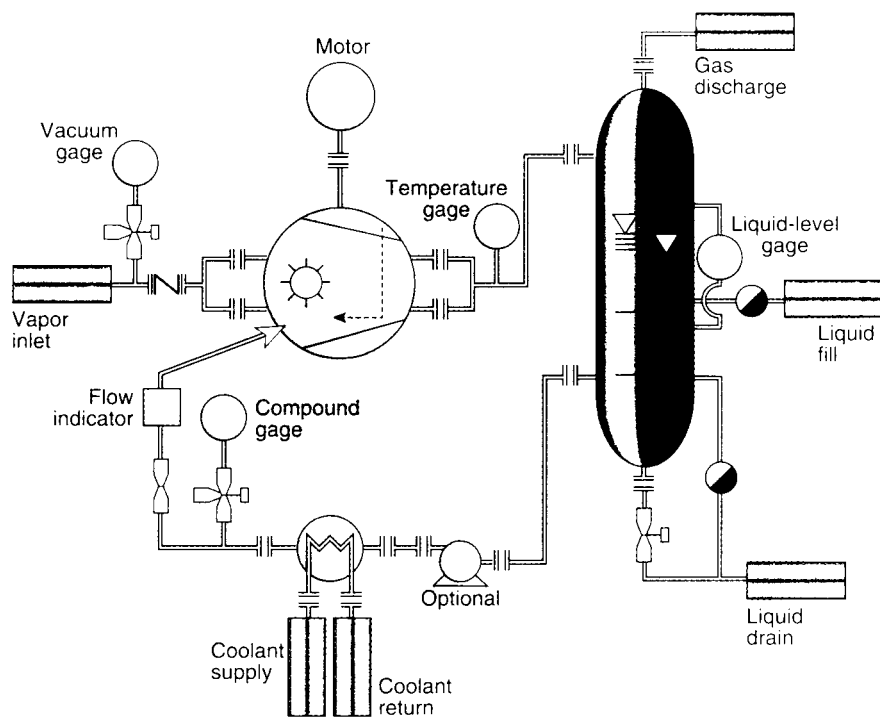 Motor
Gas
discharge
Vacuum
gage
Temperature
gage
Liquid-level
gage
Vapor
inlet
Liquid
fill
Flow
indicator
Compound
gage
Optional
Liquid
drain
Coolant
supply
Coolant
return